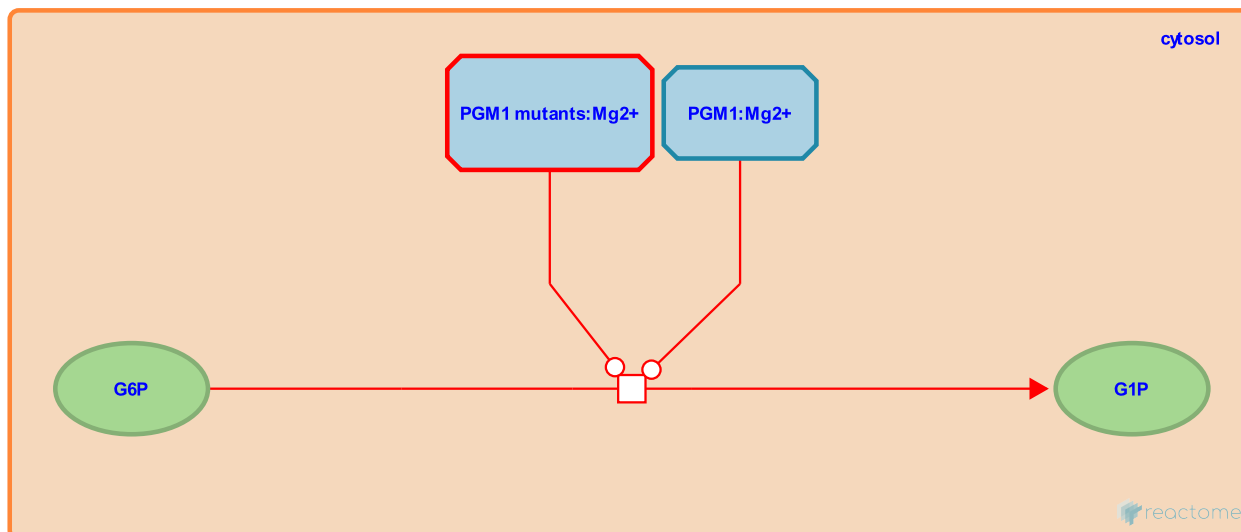 cytosol
PGM1 mutants:Mg2+
PGM1:Mg2+
G6P
G1P
reactome